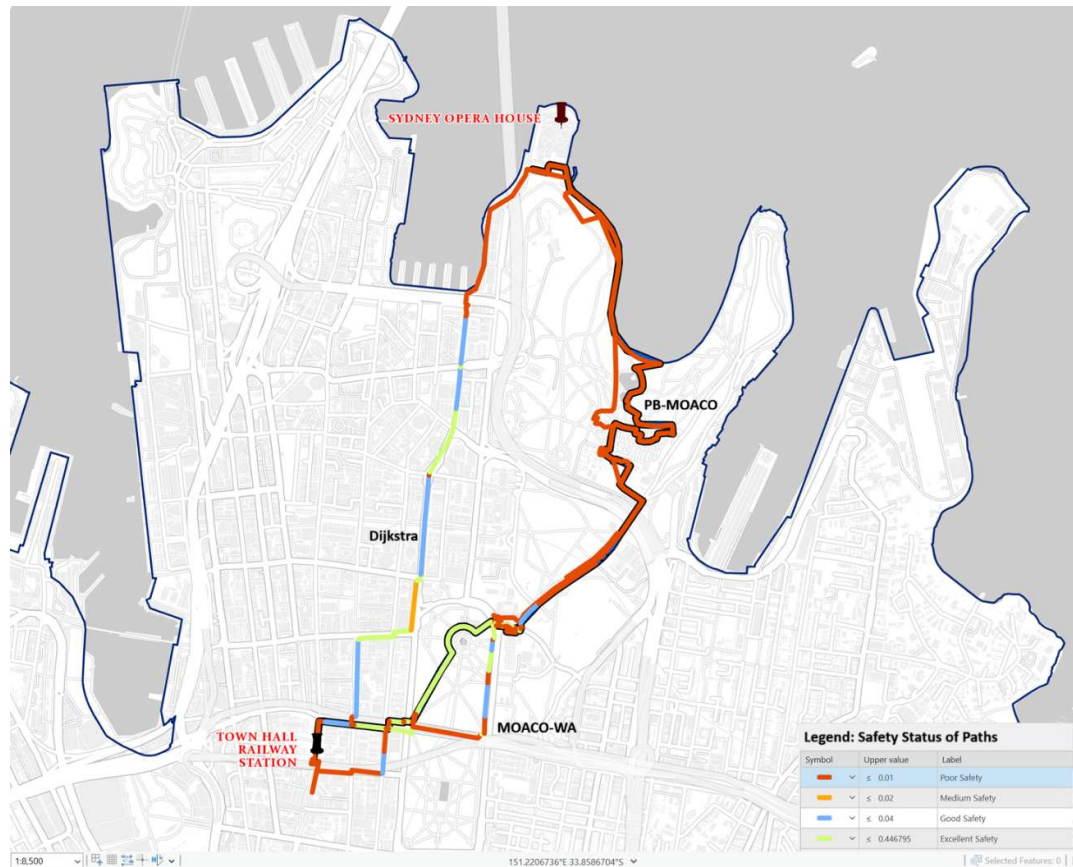 SYDNEY OPERA HOUSE
PB-MOACO
Dijkstra
MOACO-WA
TOWN HALL
RAILWAY
STATION
Legend: Safety Status of Paths
Symbol Upper value Label
≤ 0.01 Poor Safety
≤ 0.02 Medium Safety
≤ 0.04 Good Safety
≤ 0.446795 Excellent Safety
1:8,500 151.2206736°E 33.8586704°S Selected Features: 0